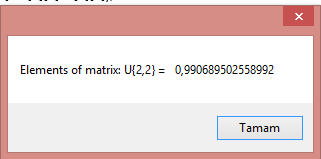 Elements of matrix: U{2,2} = 0,990689502558992
Tamam